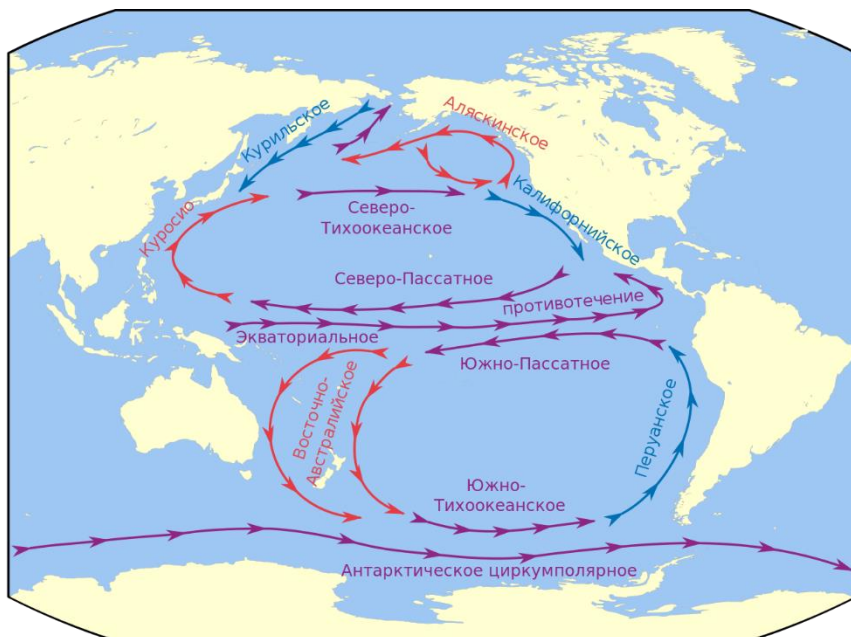 Курильское
Аляскинское
Куросио
Северо-
Тихоокеанское
Калифорнийское
Северо-Пассатное
противотечение
Экваториальное
Южно-Пассатное
Восточно-
Австралийское
Перуанское
Южно-
Тихоокеанское
Антарктическое циркумполярное